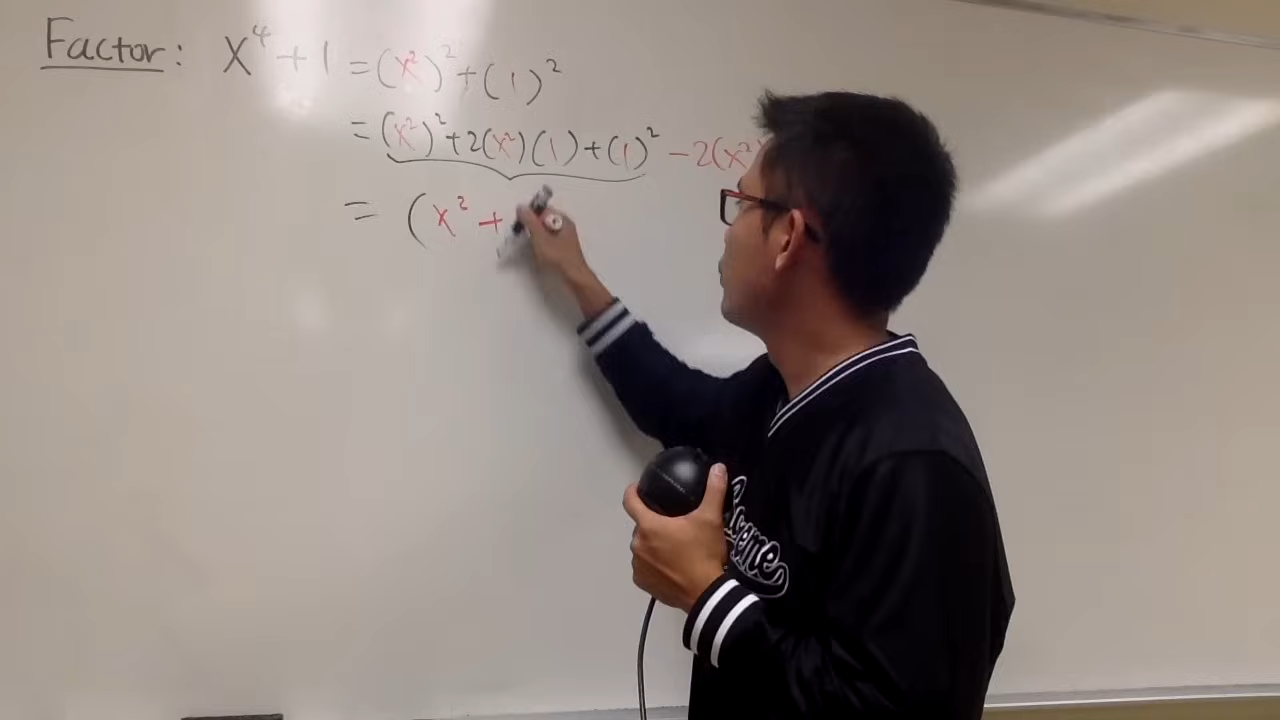 Factor: x⁴ + 1 = (x²)² + (1)²
= (x²)² + 2(x²)(1) + (1)² - 2(x²)
= (x² +